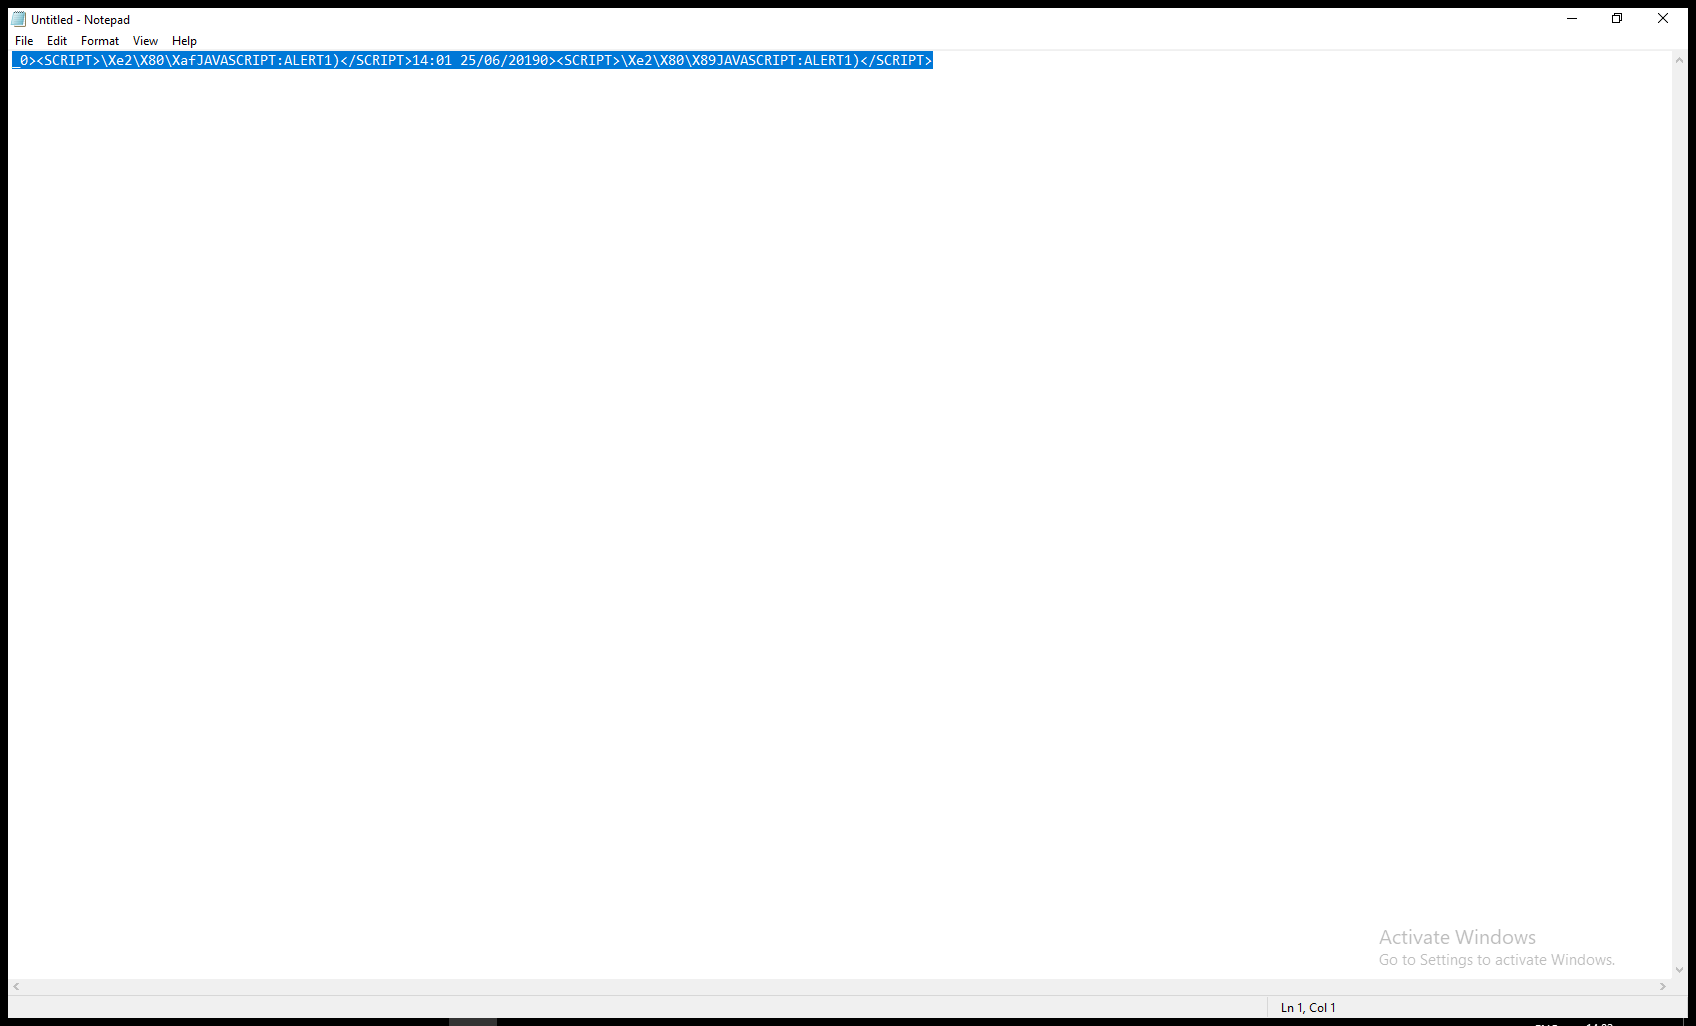 Untitled - Notepad
File Edit Format View Help
_0><SCRIPT>\Xe2\X80\XafJAVASCRIPT:ALERT1)</SCRIPT>14:01 25/06/20190><SCRIPT>\Xe2\X80\X89JAVASCRIPT:ALERT1)</SCRIPT>
Activate Windows
Go to Settings to activate Windows.
Ln 1, Col 1